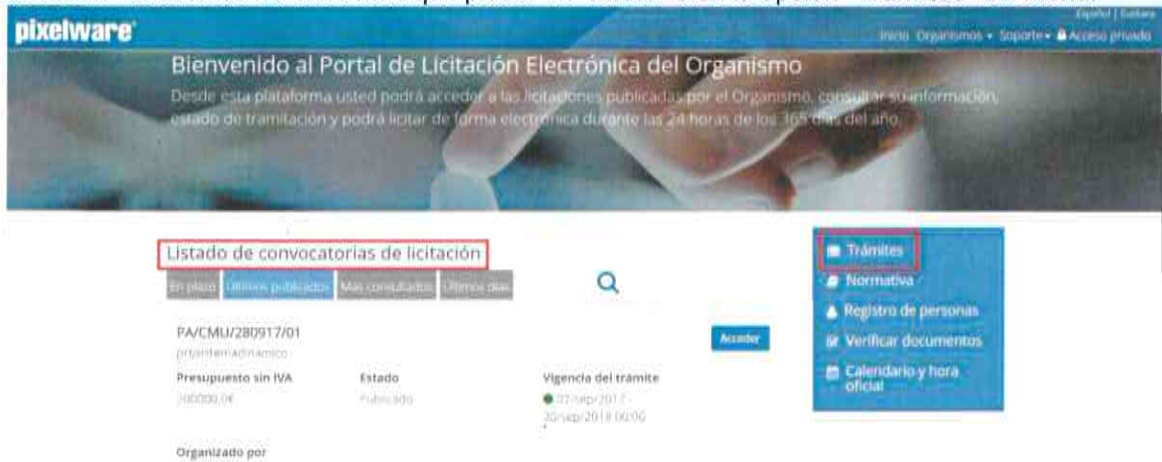 pixelware
Español | Euskara
Inicio Organismos Soporte Acceso privado
Bienvenido al Portal de Licitación Electrónica del Organismo
Desde esta plataforma usted podrá acceder a las licitaciones publicadas por el Organismo, consultar su información,
estado de tramitación y podrá licitar de forma electrónica durante las 24 horas de los 365 días del año.
Listado de convocatorias de licitación
En plazo Últimos publicados Más consultados Últimos días
PA/CMU/280917/01
Acceder
Presupuesto sin IVA Estado Vigencia del trámite
200000.0€ Publicado
Organizado por
Trámites
Normativa
Registro de personas
Verificar documentos
Calendario y hora
oficial